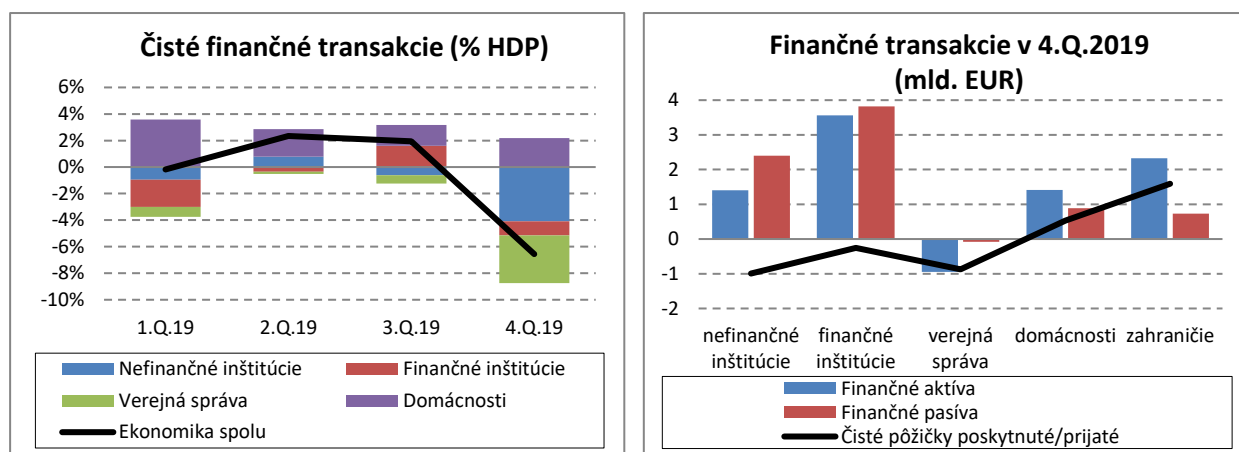 Čisté finančné transakcie (% HDP)
6%
4%
2%
0%
-2%
-4%
-6%
-8%
-10%
1.Q.19 2.Q.19 3.Q.19 4.Q.19
Nefinančné inštitúcie Finančné inštitúcie
Verejná správa Domácnosti
Ekonomika spolu
Finančné transakcie v 4.Q.2019
(mld. EUR)
4
3
2
1
0
-1
-2
nefinančné finančné verejná domácnosti zahraničie
inštitúcie inštitúcie správa
Finančné aktíva
Finančné pasíva
Čisté pôžičky poskytnuté/prijaté